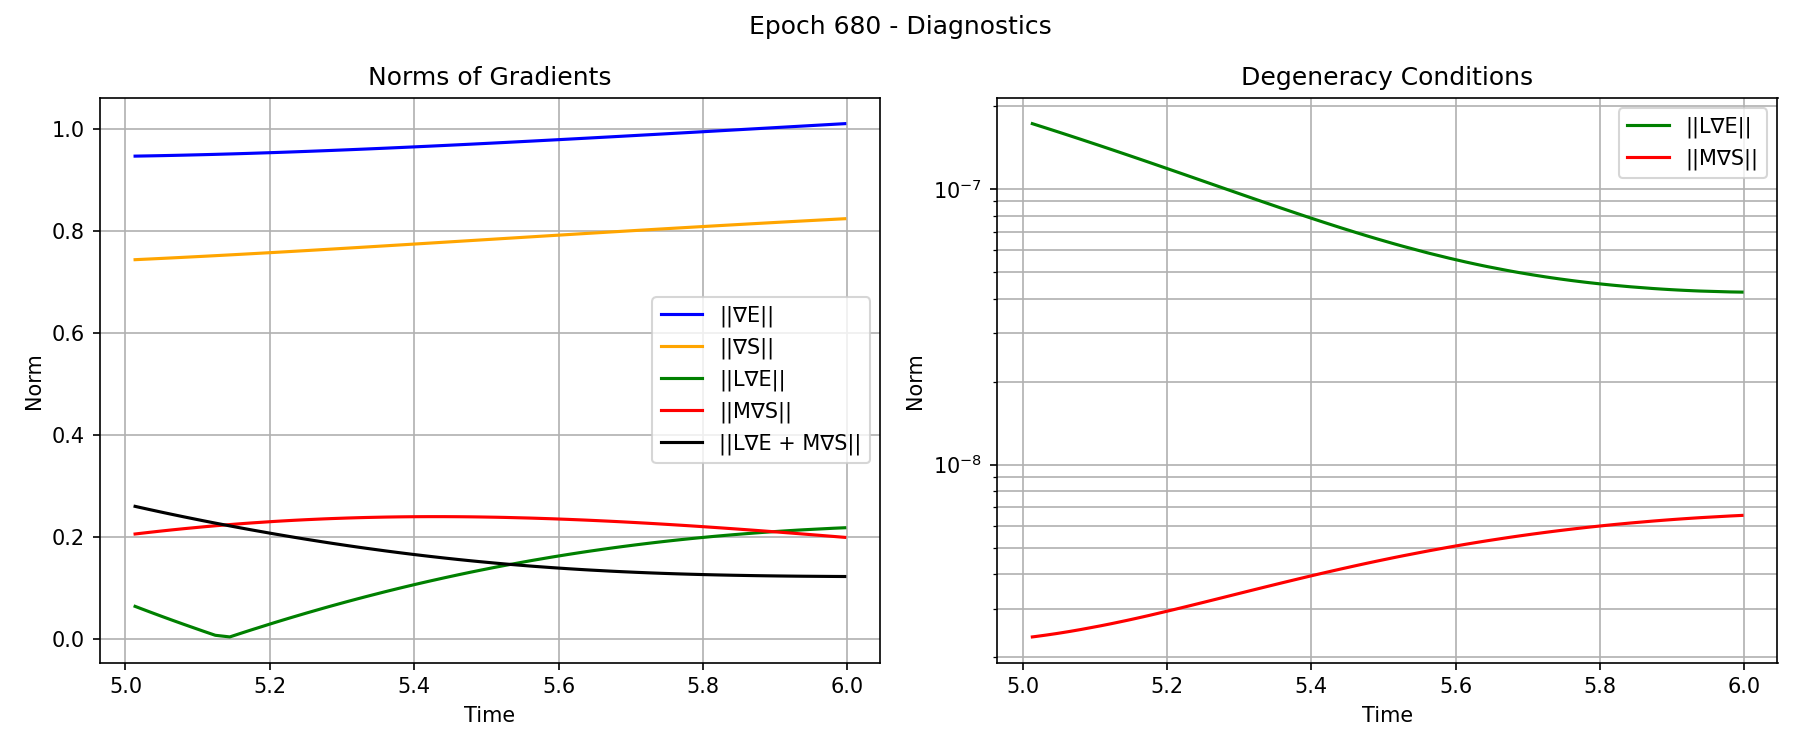 Epoch 680 - Diagnostics
Norms of Gradients
Norm
1.0
0.8
0.6
0.4
0.2
0.0
||∇E||
||∇S||
||L∇E||
||M∇S||
||L∇E + M∇S||
5.0 5.2 5.4 5.6 5.8 6.0
Time
Degeneracy Conditions
Norm
10⁻⁷
10⁻⁸
||L∇E||
||M∇S||
5.0 5.2 5.4 5.6 5.8 6.0
Time